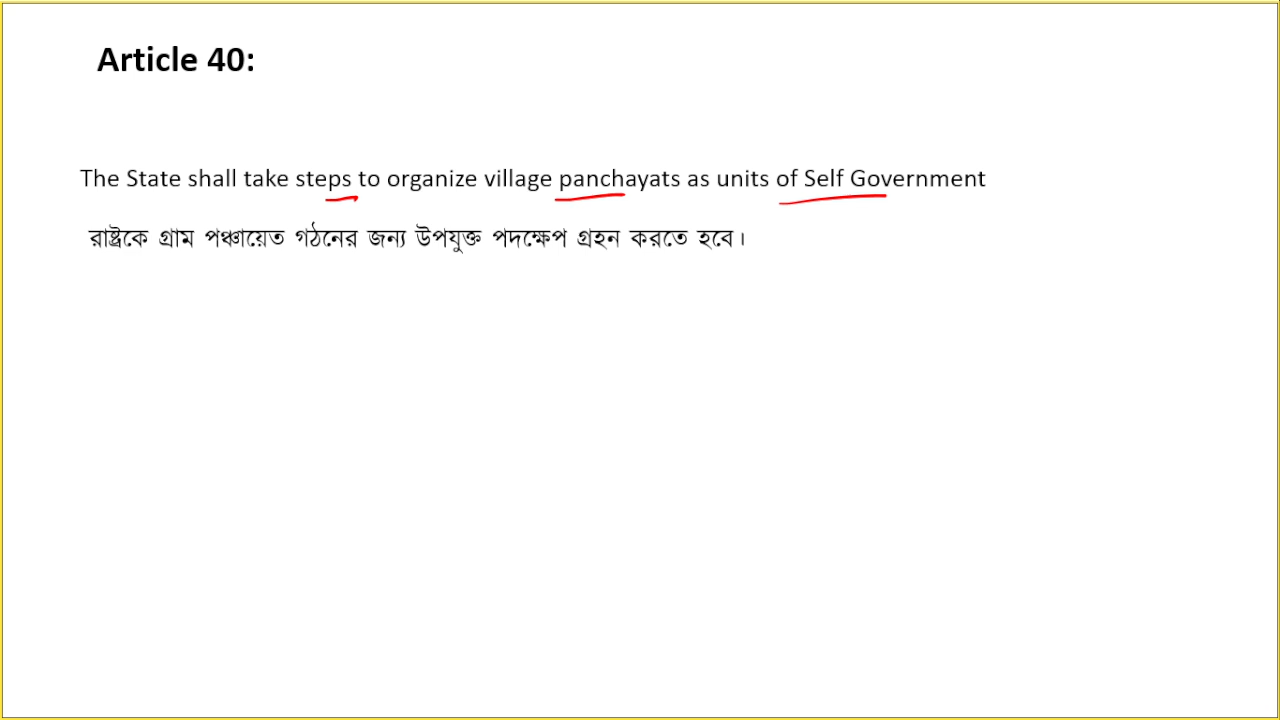 Article 40:
The State shall take steps to organize village panchayats as units of Self Government
রাষ্ট্রকে গ্রাম পঞ্চায়েত গঠনের জন্য উপযুক্ত পদক্ষেপ গ্রহন করতে হবে।